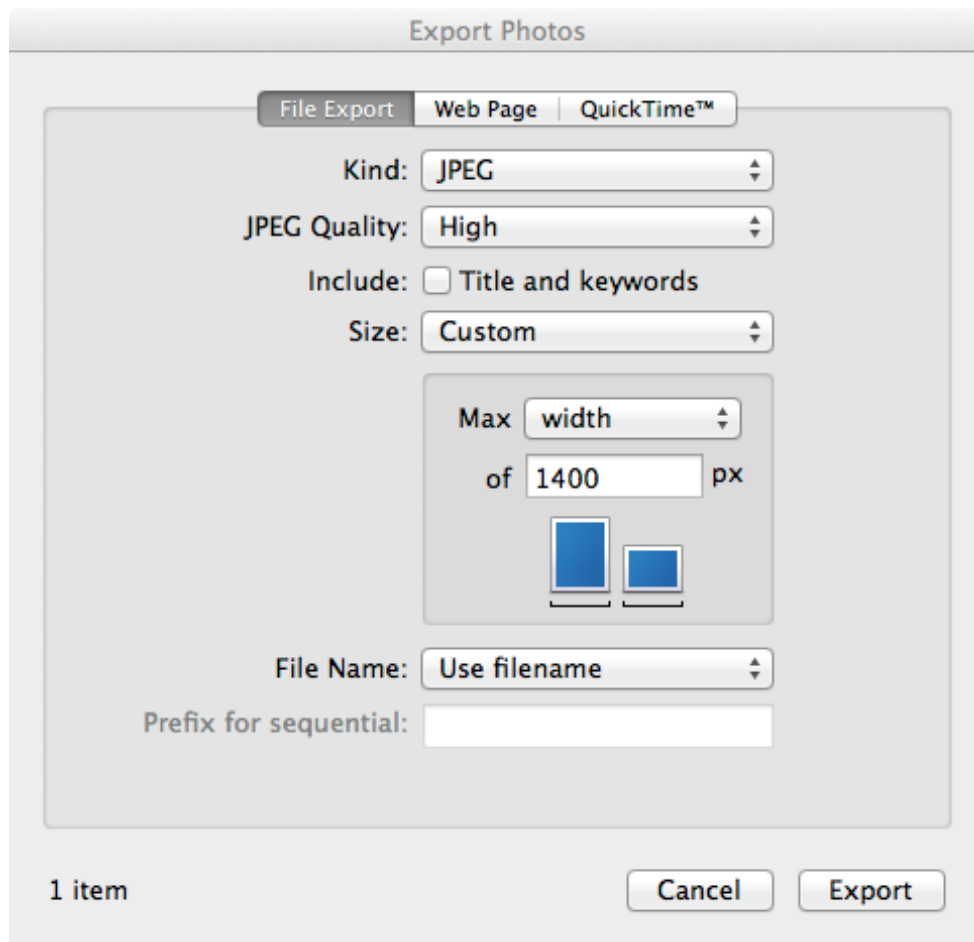 Export Photos
File Export Web Page QuickTime™
Kind: JPEG
JPEG Quality: High
Include: Title and keywords
Size: Custom
Max width
of 1400 px
File Name: Use filename
Prefix for sequential:
1 item Cancel Export